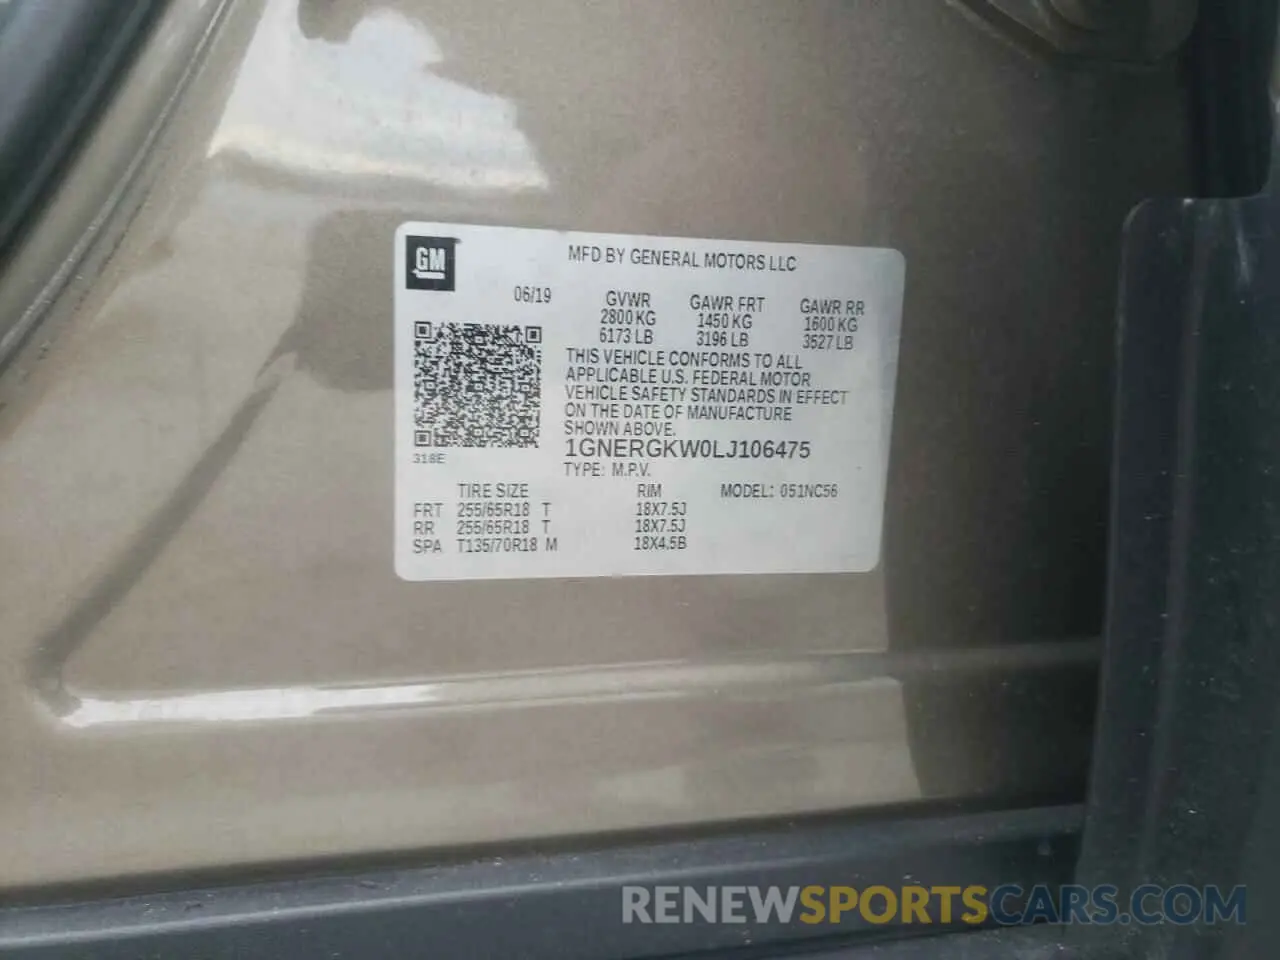 GM
MFD BY GENERAL MOTORS LLC
06/19 GVWR GAWR FRT GAWR RR
2800 KG 1450 KG 1600 KG
6173 LB 3196 LB 3527 LB
THIS VEHICLE CONFORMS TO ALL
APPLICABLE U.S. FEDERAL MOTOR
VEHICLE SAFETY STANDARDS IN EFFECT
ON THE DATE OF MANUFACTURE
SHOWN ABOVE.
318E
1GNERGKW0LJ106475
TYPE: M.P.V.
TIRE SIZE RIM MODEL: 051NC56
FRT 255/65R18 T 18X7.5J
RR 255/65R18 T 18X7.5J
SPA T135/70R18 M 18X4.5B
RENEWSPORTSCARS.COM